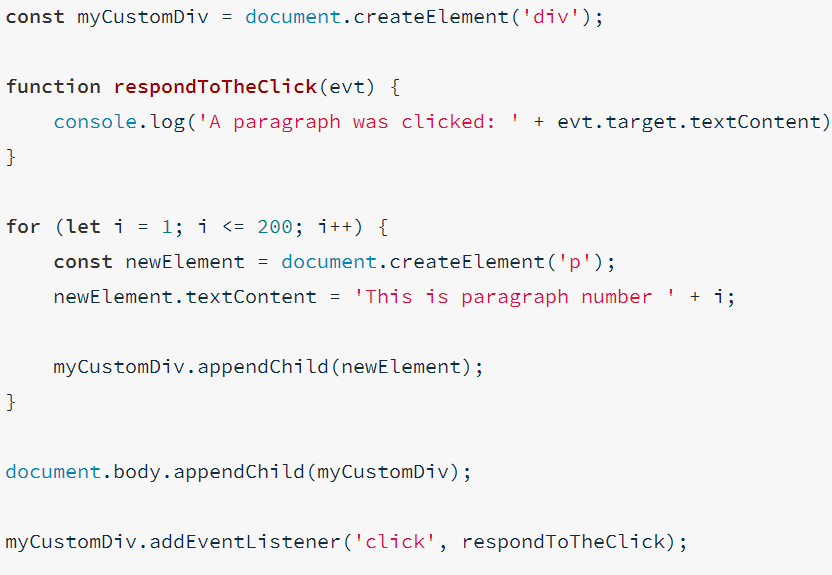 const myCustomDiv = document.createElement('div');
function respondToTheClick(evt) {
    console.log('A paragraph was clicked: ' + evt.target.textContent)
}
for (let i = 1; i <= 200; i++) {
    const newElement = document.createElement('p');
    newElement.textContent = 'This is paragraph number ' + i;
    myCustomDiv.appendChild(newElement);
}
document.body.appendChild(myCustomDiv);
myCustomDiv.addEventListener('click', respondToTheClick);